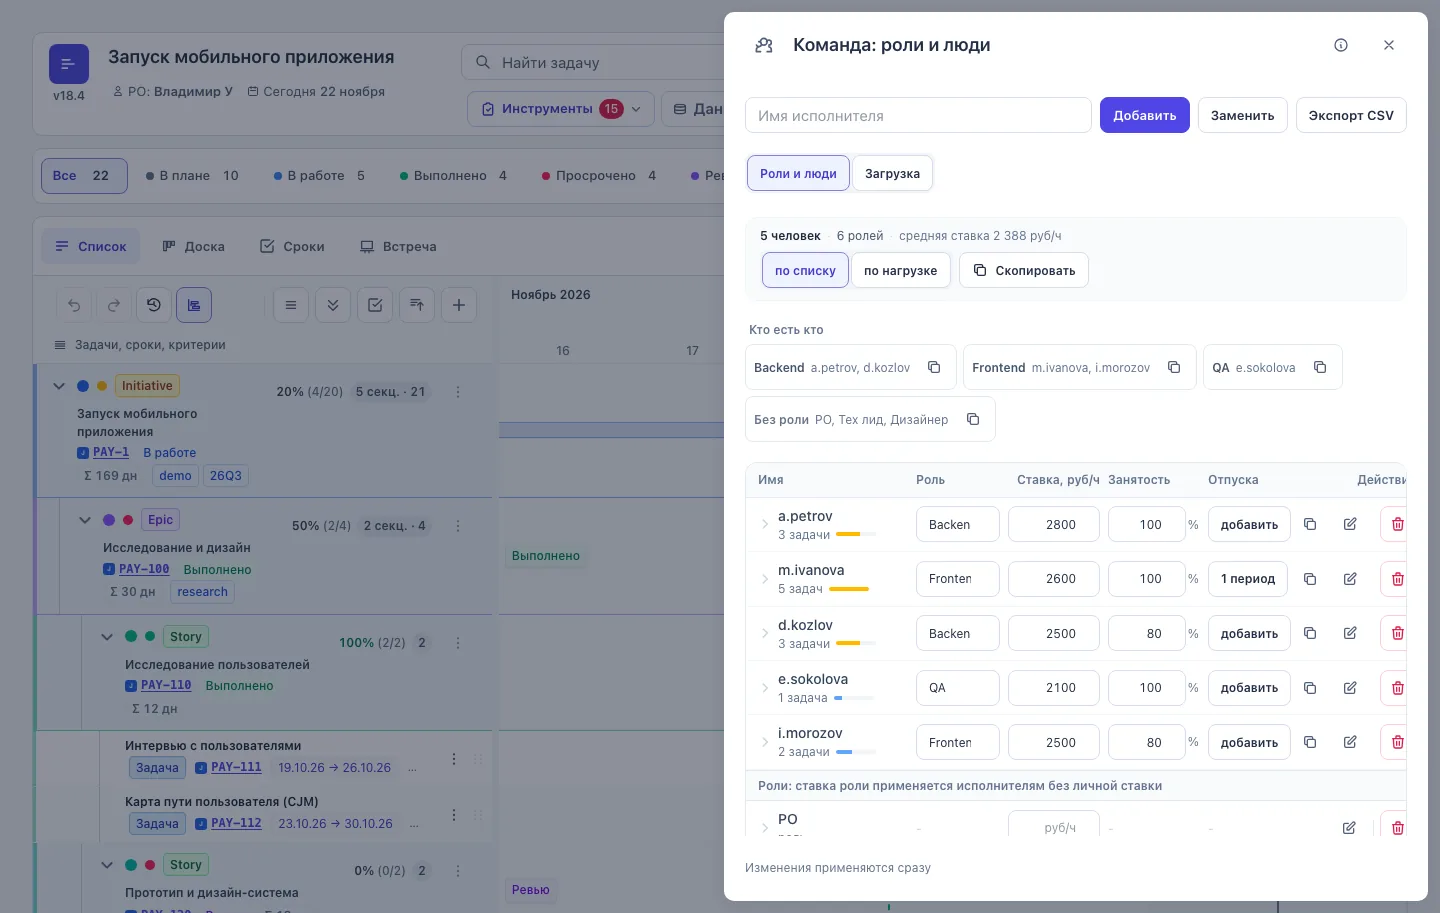 Запуск мобильного приложения
v18.4
PO: Владимир У
Сегодня 22 ноября
Найти задачу
Инструменты 15
Дан
Все 22
В плане 10
В работе 5
Выполнено 4
Просрочено 4
Рев
Список
Доска
Сроки
Встреча
Задачи, сроки, критерии
Ноябрь 2026
16 17
Initiative
20% (4/20) 5 секц. · 21
Запуск мобильного
приложения
PAY-1 В работе
Σ 169 дн demo 26Q3
Epic
50% (2/4) 2 секц. · 4
Исследование и дизайн
PAY-100 Выполнено
Σ 30 дн research
Выполнено
Story
100% (2/2) 2
Исследование пользователей
PAY-110 Выполнено
Σ 12 дн
Интервью с пользователями
Задача PAY-111 19.10.26 → 26.10.26 ...
Карта пути пользователя (CJM)
Задача PAY-112 23.10.26 → 30.10.26 ...
Story
0% (0/2) 2
Прототип и дизайн-система
Ревью
Команда: роли и люди
Имя исполнителя
Добавить
Заменить
Экспорт CSV
Роли и люди
Загрузка
5 человек · 6 ролей · средняя ставка 2 388 руб/ч
по списку
по нагрузке
Скопировать
Кто есть кто
Backend a.petrov, d.kozlov
Frontend m.ivanova, i.morozov
QA e.sokolova
Без роли PO, Тех лид, Дизайнер
Имя Роль Ставка, руб/ч Занятость Отпуска Действи
a.petrov
3 задачи
Backen 2800 100 % добавить
m.ivanova
5 задач
Fronten 2600 100 % 1 период
d.kozlov
3 задачи
Backen 2500 80 % добавить
e.sokolova
1 задача
QA 2100 100 % добавить
i.morozov
2 задачи
Fronten 2500 80 % добавить
Роли: ставка роли применяется исполнителям без личной ставки
PO
- руб/ч - -
Изменения применяются сразу